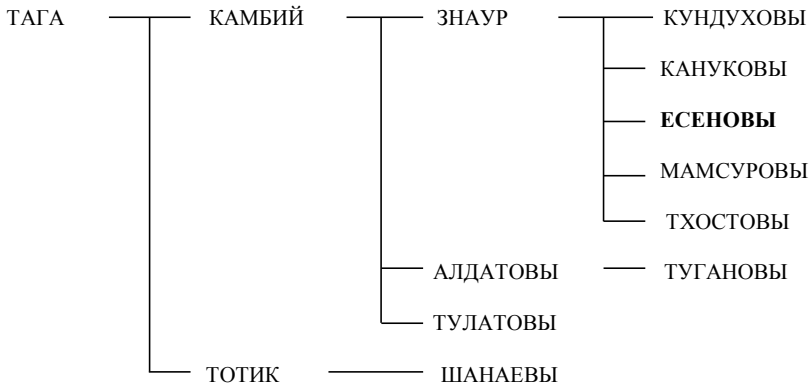 ТАГА КАМБИЙ ЗНАУР КУНДУХОВЫ
КАНУКОВЫ
ЕСЕНОВЫ
МАМСУРОВЫ
ТХОСТОВЫ
АЛДАТОВЫ ТУГАНОВЫ
ТУЛАТОВЫ
ТОТИК ШАНАЕВЫ